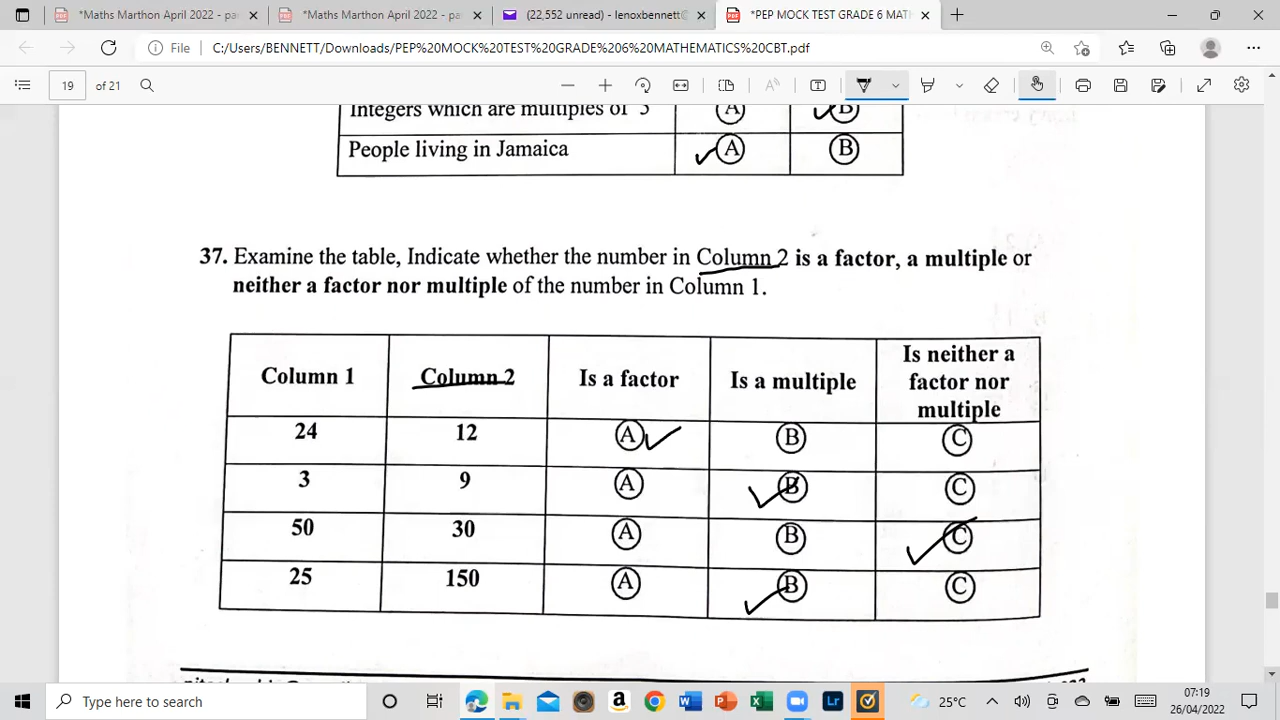 *Maths Marthon April 2022 - pa
*Maths Marthon April 2022 - pa
(22,552 unread) - lenoxbennett@
*PEP MOCK TEST GRADE 6 MATH
File C:/Users/BENNETT/Downloads/PEP%20MOCK%20TEST%20GRADE%206%20MATHEMATICS%20CBT.pdf
19 of 21
Integers which are multiples of 5 A B
People living in Jamaica A B
37. Examine the table, Indicate whether the number in Column 2 is a factor, a multiple or
neither a factor nor multiple of the number in Column 1.
Column 1 Column 2 Is a factor Is a multiple Is neither a
factor nor
multiple
24 12 A B C
3 9 A B C
50 30 A B C
25 150 A B C
Type here to search
25°C
07:19
26/04/2022